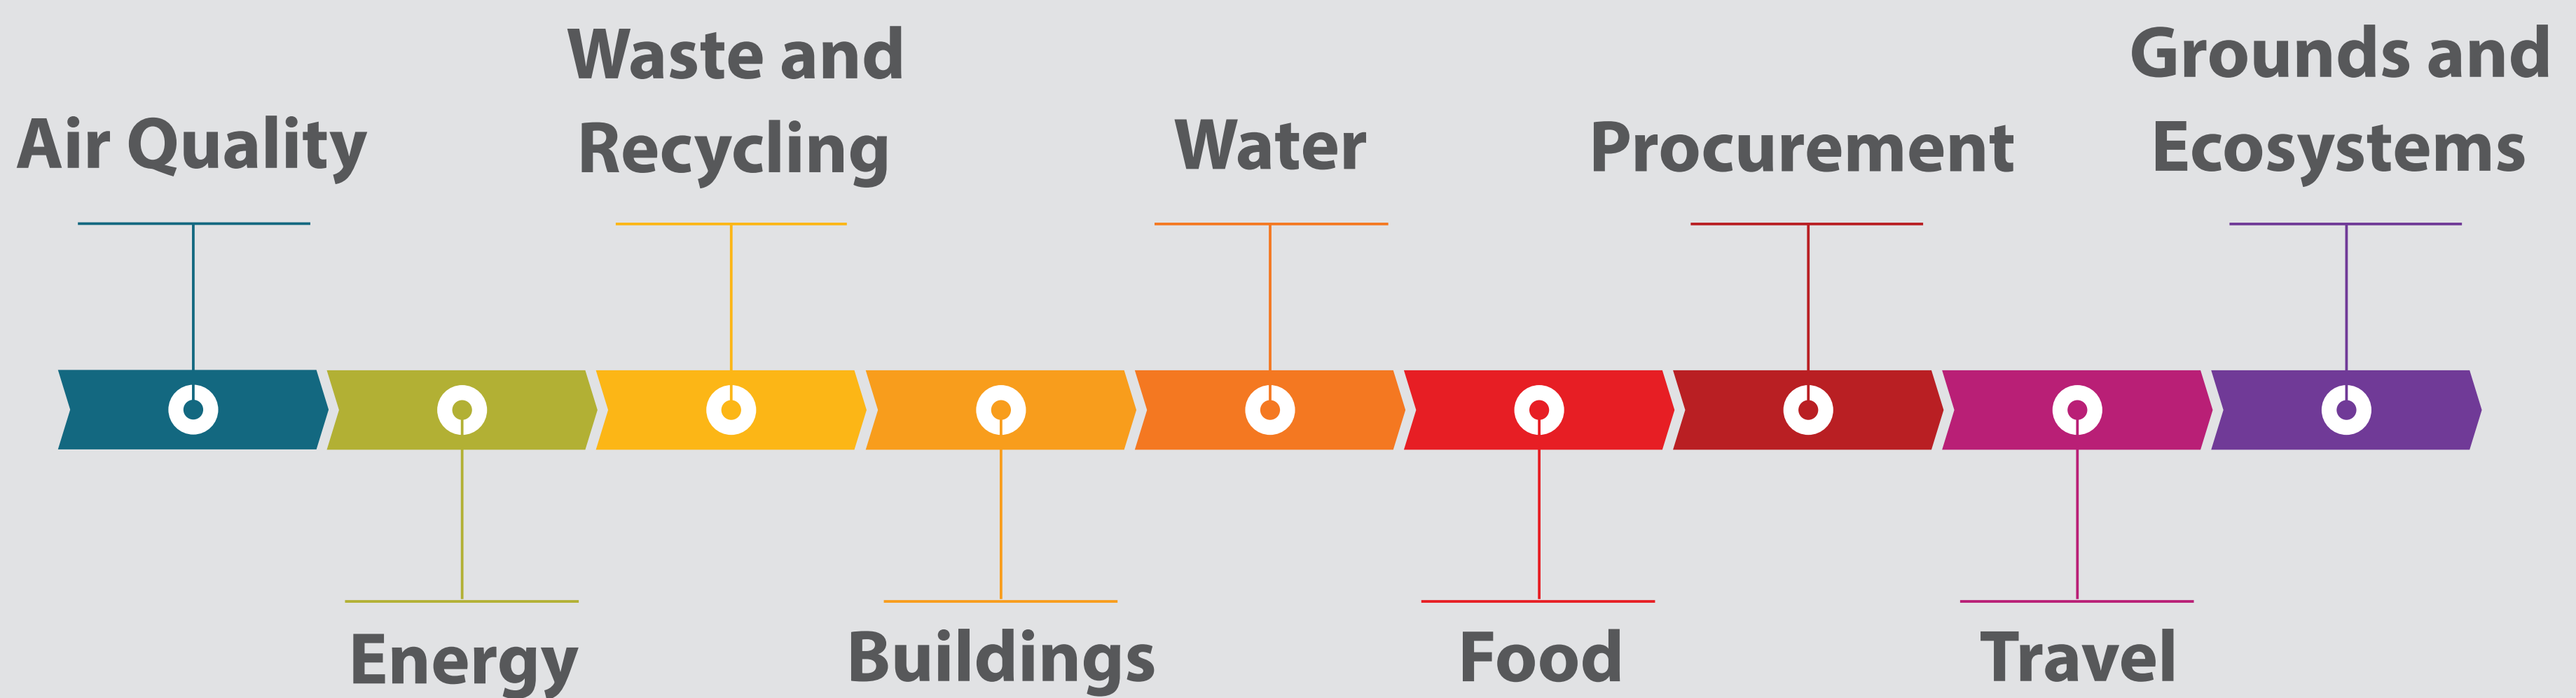 Air Quality
Energy
Waste and
Recycling
Buildings
Water
Food
Procurement
Travel
Grounds and
Ecosystems